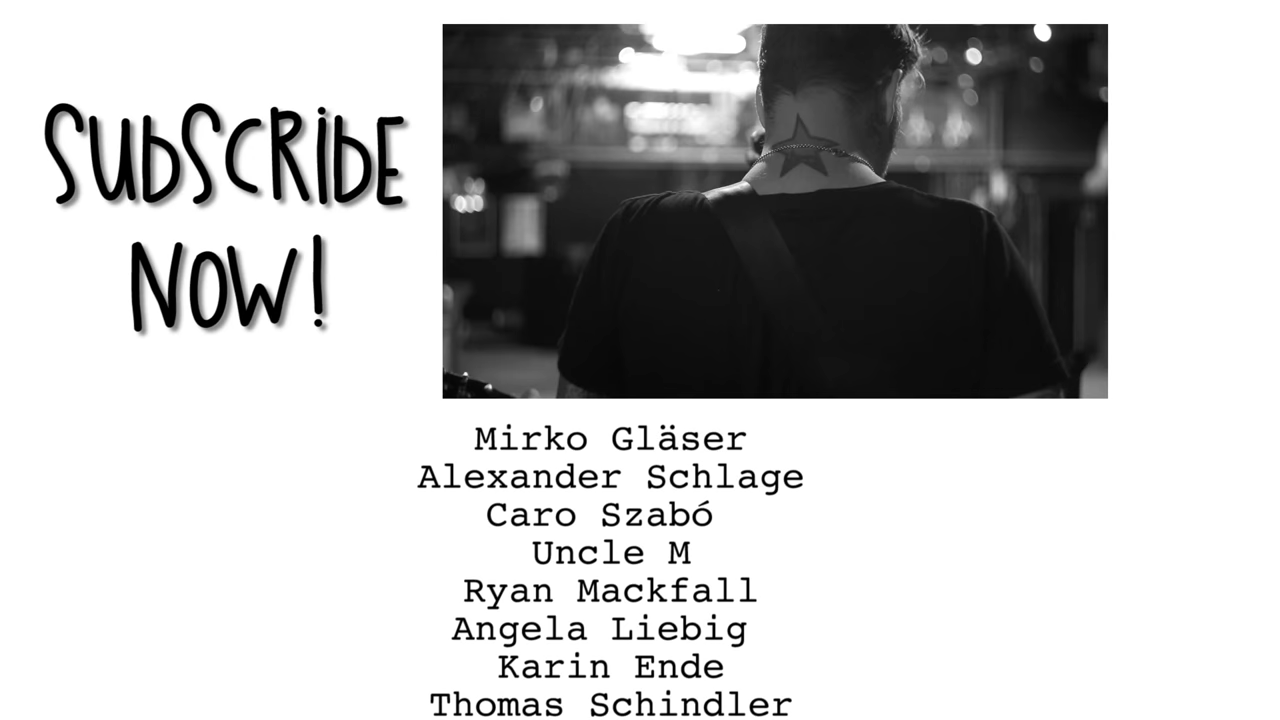 SUBSCRIBE
NOW!
Mirko Gläser
Alexander Schlage
Caro Szabó
Uncle M
Ryan Mackfall
Angela Liebig
Karin Ende
Thomas Schindler